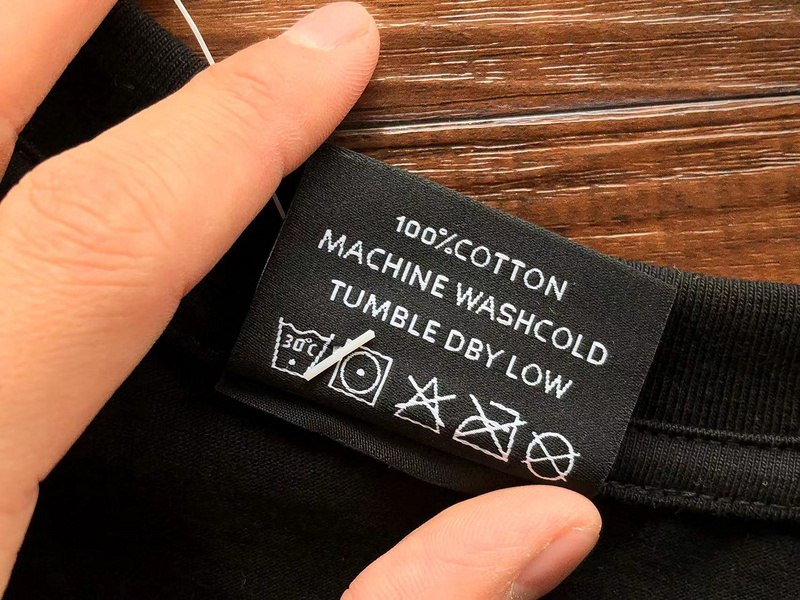 100%COTTON
MACHINE WASHCOLD
TUMBLE DBY LOW
30°C